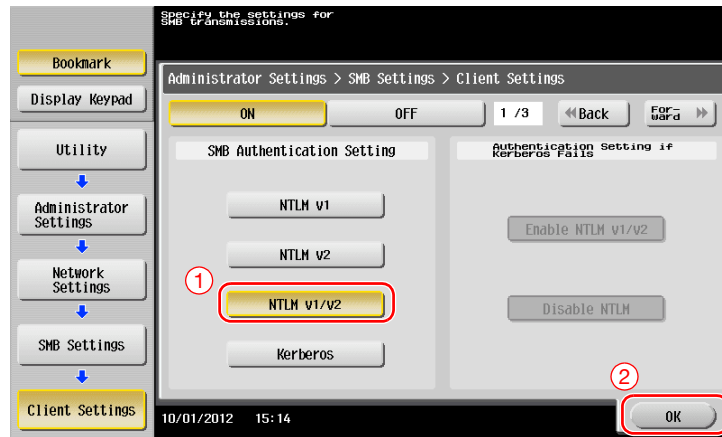 Specify the settings for
SMB transmissions.
Bookmark
Display Keypad
Administrator Settings > SMB Settings > Client Settings
ON
OFF
1 /3
Back
For-
ward
Utility
SMB Authentication Setting
Authentication Setting if
Kerberos Fails
Administrator
Settings
NTLM v1
Enable NTLM v1/v2
NTLM v2
Network
Settings
1
NTLM v1/v2
Disable NTLM
SMB Settings
Kerberos
2
Client Settings
10/01/2012 15:14
OK